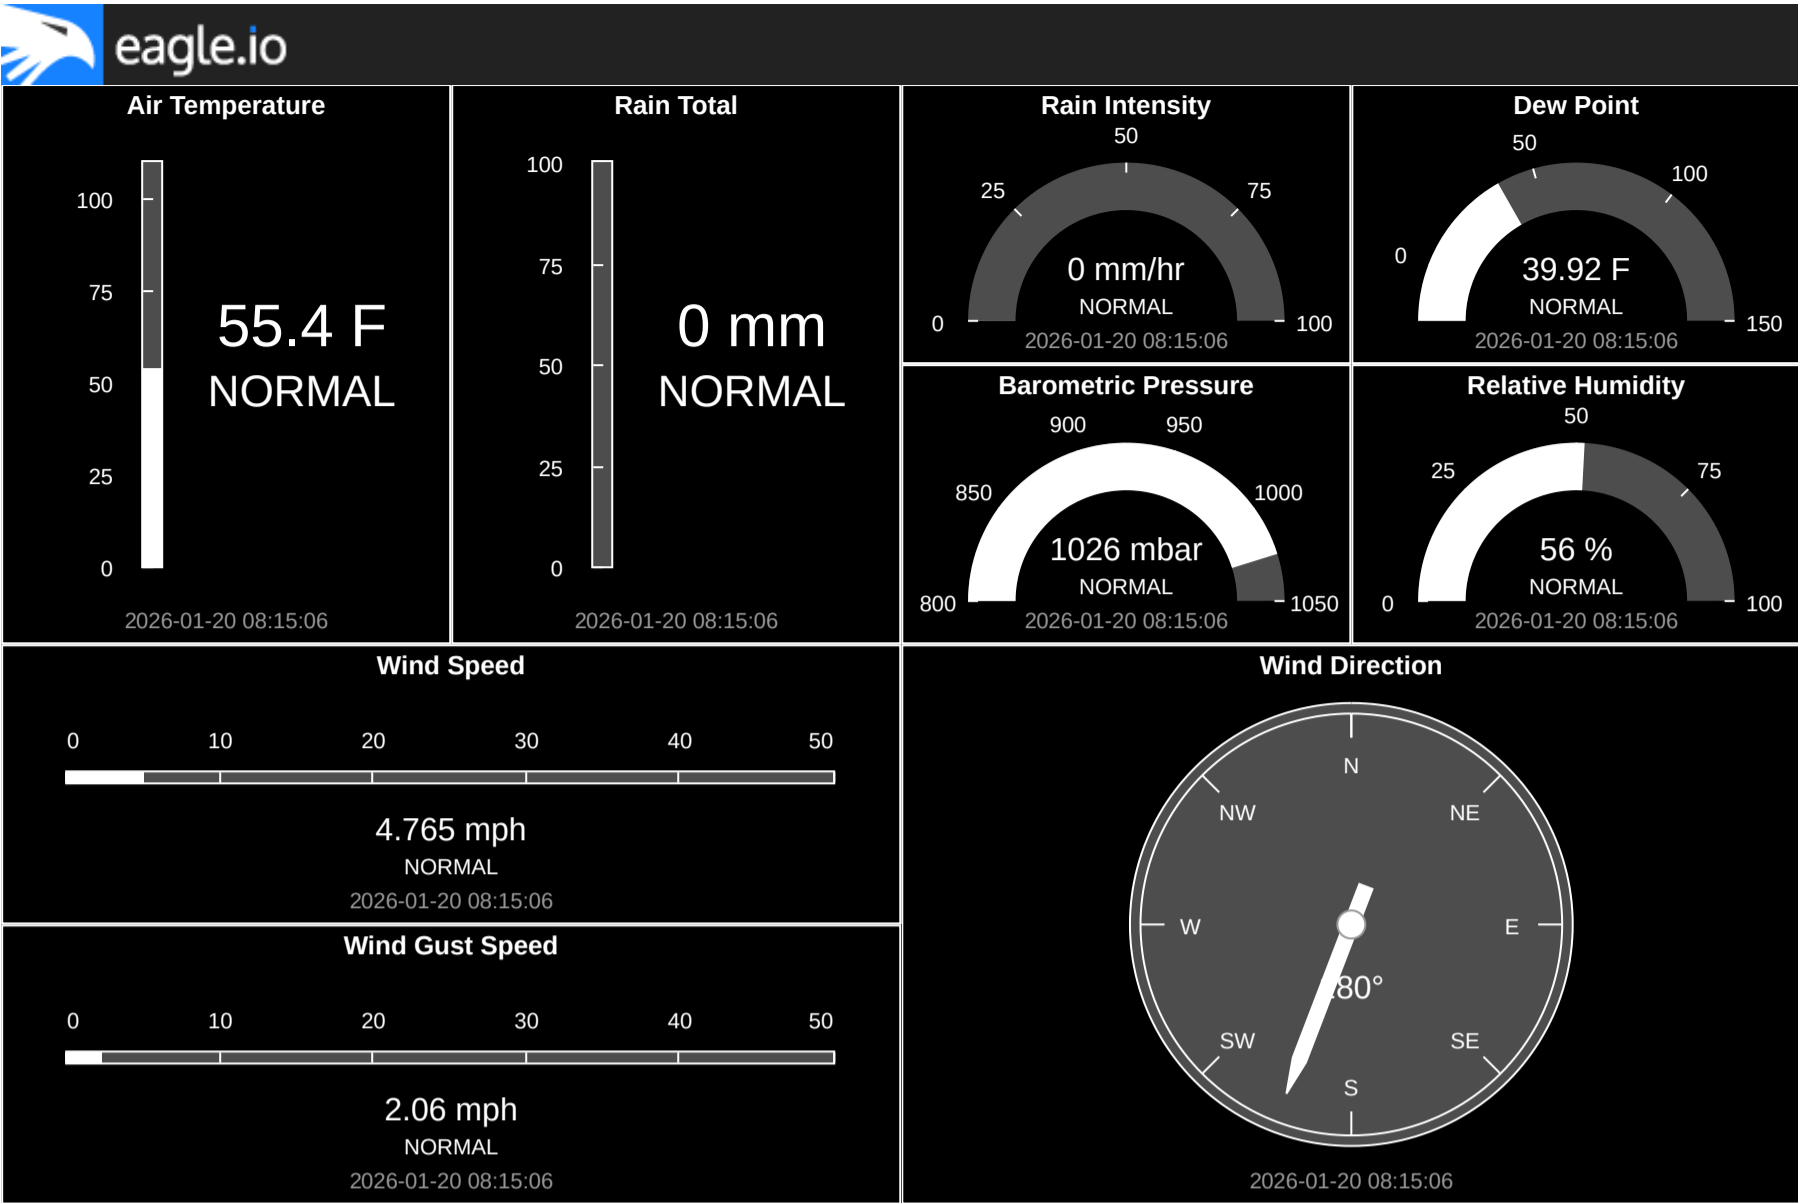 eagle.io
Air Temperature
100
75
50
25
0
55.4 F
NORMAL
2026-01-20 08:15:06
Rain Total
100
75
50
25
0
0 mm
NORMAL
2026-01-20 08:15:06
Rain Intensity
0
25
50
75
100
0 mm/hr
NORMAL
2026-01-20 08:15:06
Dew Point
0
50
100
150
39.92 F
NORMAL
2026-01-20 08:15:06
Barometric Pressure
800
850
900
950
1000
1050
1026 mbar
NORMAL
2026-01-20 08:15:06
Relative Humidity
0
25
50
75
100
56 %
NORMAL
2026-01-20 08:15:06
Wind Speed
0 10 20 30 40 50
4.765 mph
NORMAL
2026-01-20 08:15:06
Wind Gust Speed
0 10 20 30 40 50
2.06 mph
NORMAL
2026-01-20 08:15:06
Wind Direction
N
NW NE
W E
SW SE
S
2026-01-20 08:15:06